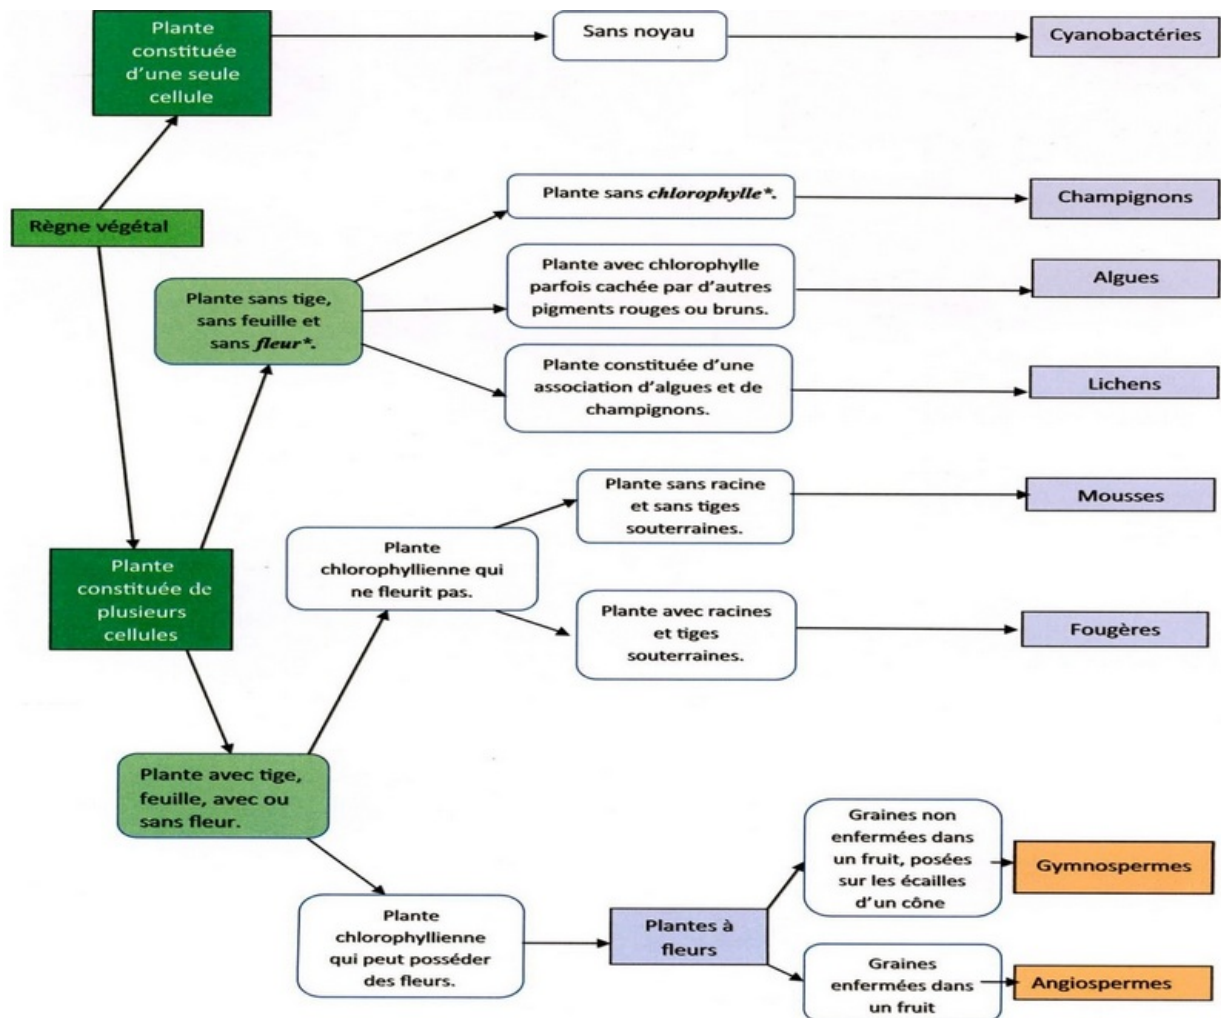 Plante
constituée
d'une seule
cellule
Sans noyau
Cyanobactéries
Règne végétal
Plante sans tige,
sans feuille et
sans fleur*.
Plante sans chlorophylle*.
Champignons
Plante avec chlorophylle
parfois cachée par d'autres
pigments rouges ou bruns.
Algues
Plante constituée d'une
association d'algues et de
champignons.
Lichens
Plante
constituée de
plusieurs
cellules
Plante
chlorophyllienne qui
ne fleurit pas.
Plante sans racine
et sans tiges
souterraines.
Mousses
Plante avec racines
et tiges
souterraines.
Fougères
Plante avec tige,
feuille, avec ou
sans fleur.
Plante
chlorophyllienne
qui peut posséder
des fleurs.
Plantes à
fleurs
Graines non
enfermées dans
un fruit, posées
sur les écailles
d'un cône
Gymnospermes
Graines
enfermées dans
un fruit
Angiospermes